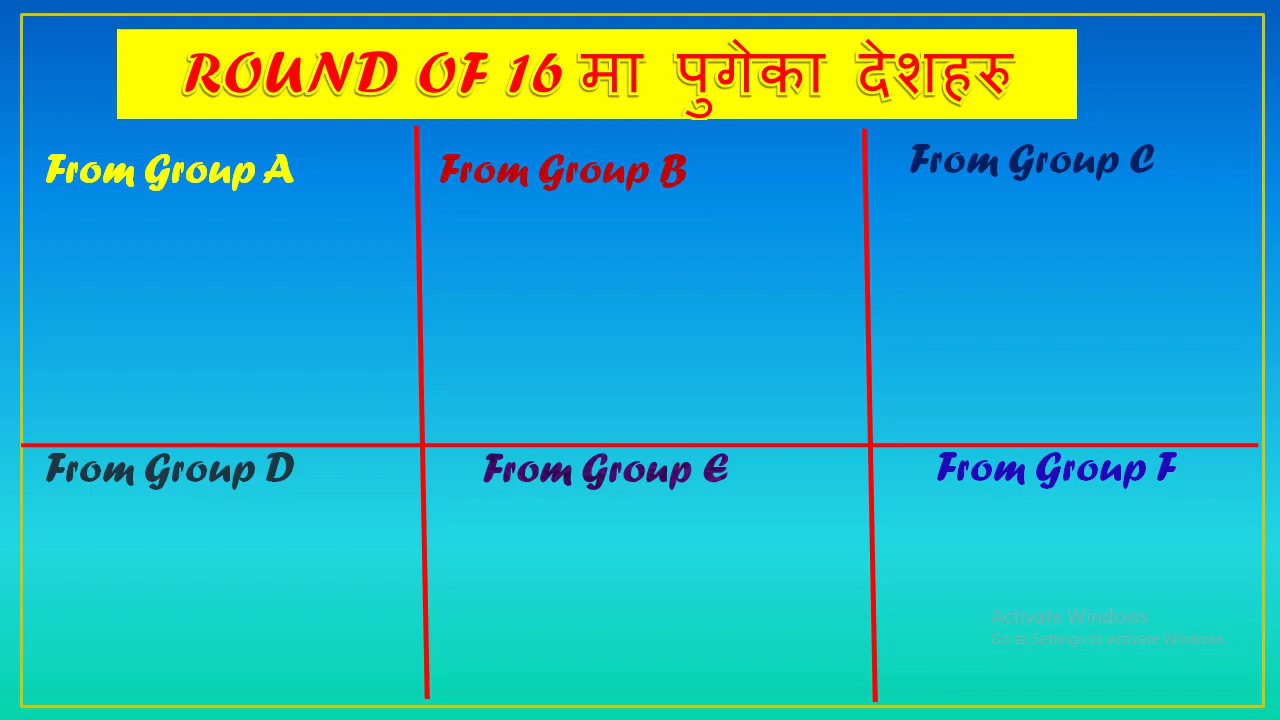 ROUND OF 16 मा पुगेका देशहरु
From Group A
From Group B
From Group C
From Group D
From Group E
From Group F
Activate Windows
Go to Settings to activate Windows.